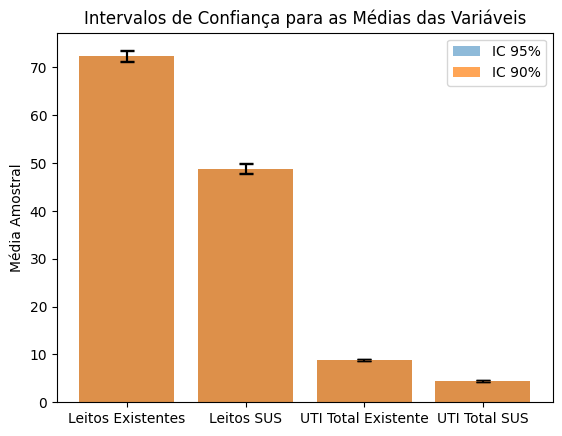 Intervalos de Confiança para as Médias das Variáveis
IC 95%
IC 90%
Média Amostral
70
60
50
40
30
20
10
0
Leitos Existentes
Leitos SUS
UTI Total Existente
UTI Total SUS